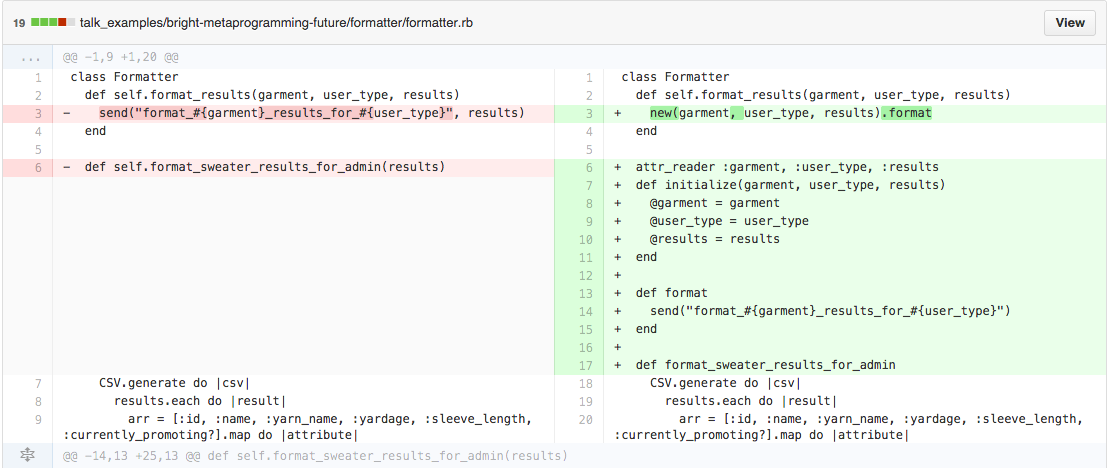 19 talk_examples/bright-metaprogramming-future/formatter/formatter.rb View
... @@ -1,9 +1,20 @@
1 class Formatter
2 def self.format_results(garment, user_type, results)
3 - send("format_#{garment}_results_for_#{user_type}", results)
4 end
5
6 - def self.format_sweater_results_for_admin(results)
7 CSV.generate do |csv|
8 results.each do |result|
9 arr = [:id, :name, :yarn_name, :yardage, :sleeve_length,
:currently_promoting?].map do |attribute|
1 class Formatter
2 def self.format_results(garment, user_type, results)
3 + new(garment, user_type, results).format
4 end
5
6 + attr_reader :garment, :user_type, :results
7 + def initialize(garment, user_type, results)
8 + @garment = garment
9 + @user_type = user_type
10 + @results = results
11 + end
12 +
13 + def format
14 + send("format_#{garment}_results_for_#{user_type}")
15 + end
16 +
17 + def format_sweater_results_for_admin
18 CSV.generate do |csv|
19 results.each do |result|
20 arr = [:id, :name, :yarn_name, :yardage, :sleeve_length,
:currently_promoting?].map do |attribute|
@@ -14,13 +25,13 @@ def self.format_sweater_results_for_admin(results)